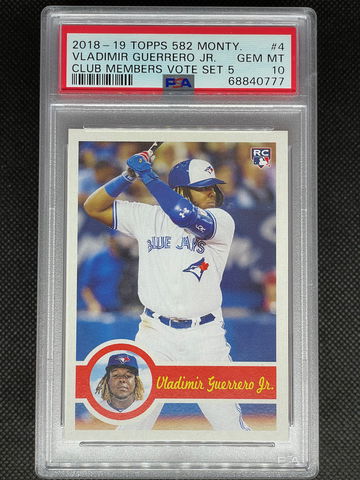 2018-19 TOPPS 582 MONTY. #4
VLADIMIR GUERRERO JR. GEM MT
CLUB MEMBERS VOTE SET 5 10
PSA 68840777
RC
BLUE JAYS
Vladimir Guerrero Jr.
PSA